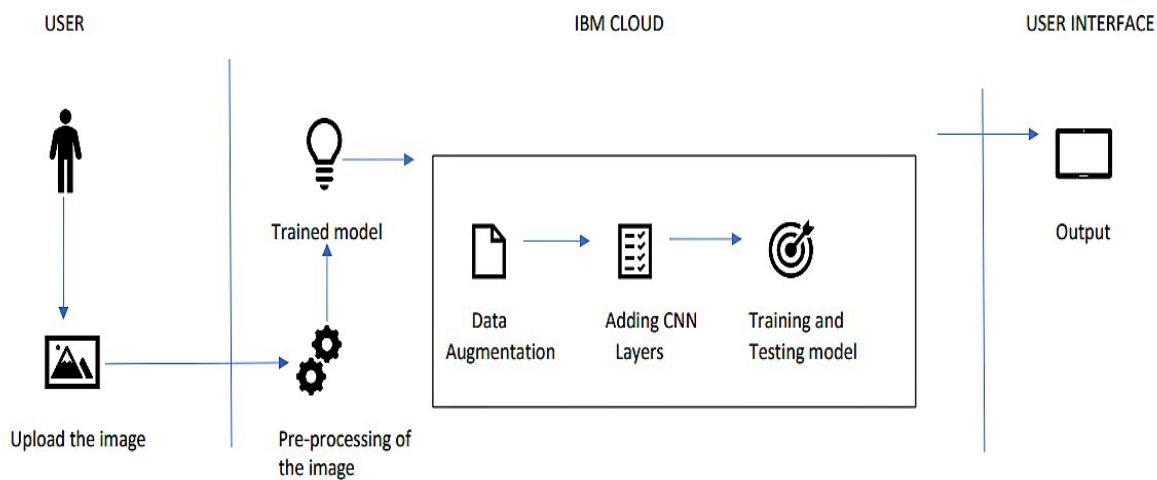 USER
IBM CLOUD
USER INTERFACE
Trained model
Output
Data
Augmentation
Adding CNN
Layers
Training and
Testing model
Upload the image
Pre-processing of
the image